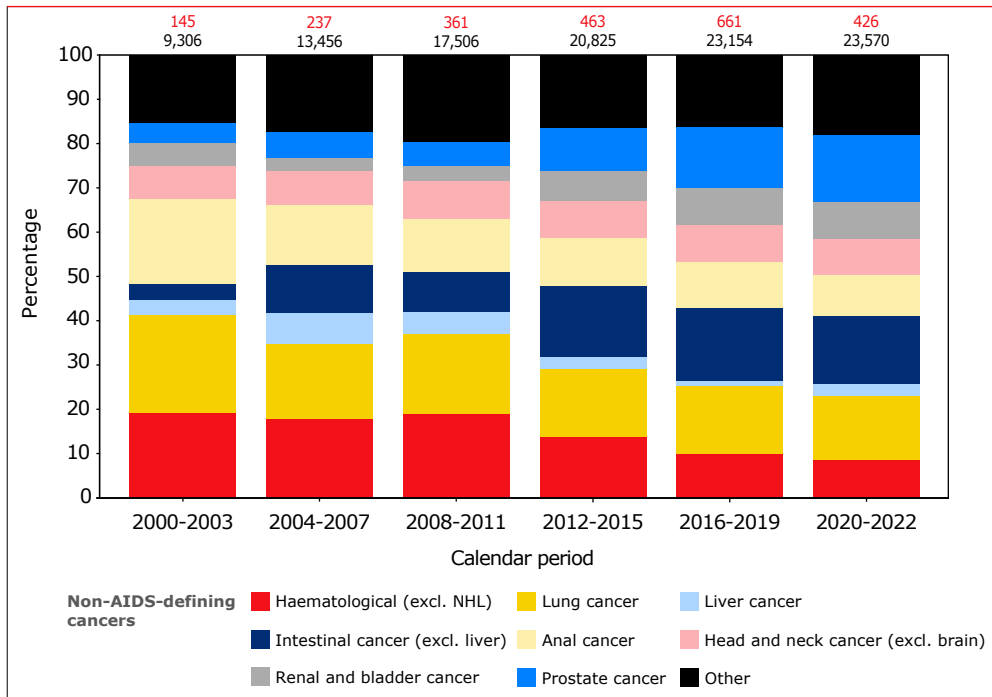 145 237 361 463 661 426
9,306 13,456 17,506 20,825 23,154 23,570
100
90
80
70
60
50
40
30
20
10
0
Percentage
2000-2003 2004-2007 2008-2011 2012-2015 2016-2019 2020-2022
Calendar period
Non-AIDS-defining
cancers
Haematological (excl. NHL) Lung cancer Liver cancer
Intestinal cancer (excl. liver) Anal cancer Head and neck cancer (excl. brain)
Renal and bladder cancer Prostate cancer Other